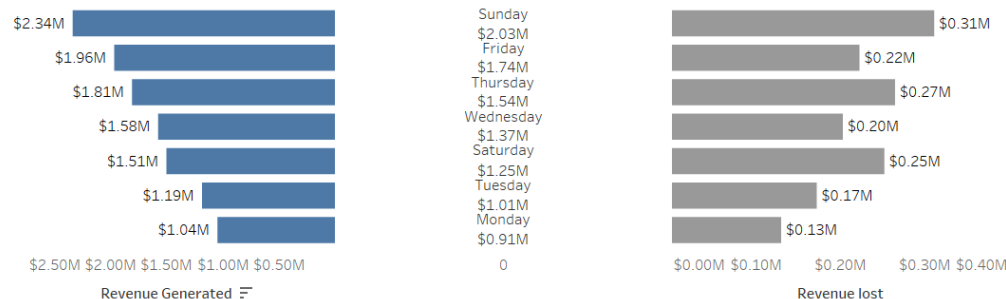 $2.34M Sunday $0.31M
$2.03M
$1.96M Friday $0.22M
$1.74M
$1.81M Thursday $0.27M
$1.54M
$1.58M Wednesday $0.20M
$1.37M
$1.51M Saturday $0.25M
$1.25M
$1.19M Tuesday $0.17M
$1.01M
$1.04M Monday $0.13M
$0.91M
$2.50M $2.00M $1.50M $1.00M $0.50M 0 $0.00M $0.10M $0.20M $0.30M $0.40M
Revenue Generated Revenue lost